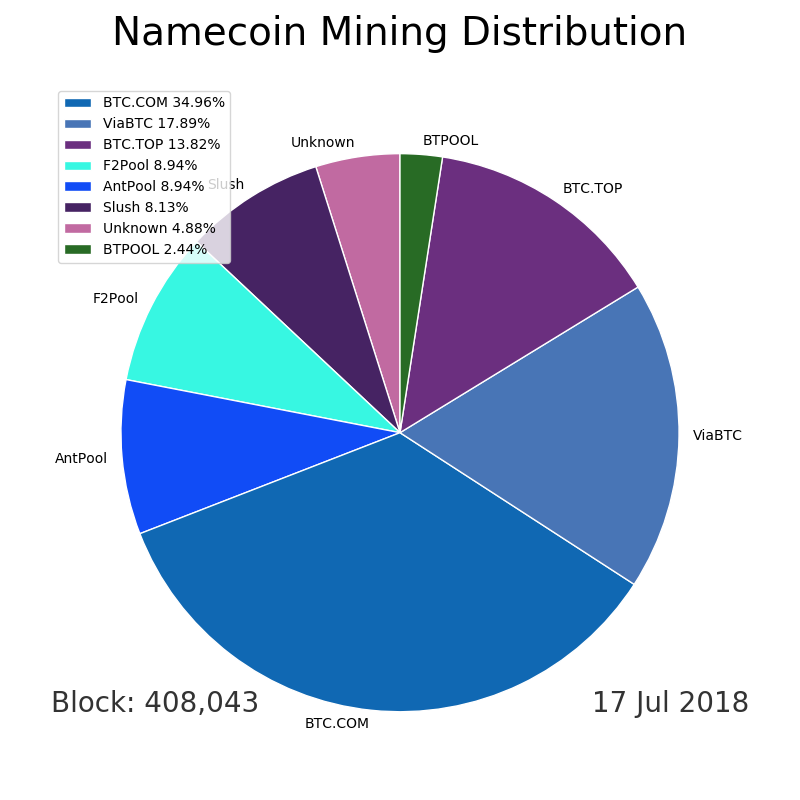 Namecoin Mining Distribution
BTC.COM 34.96%
ViaBTC 17.89%
BTC.TOP 13.82%
F2Pool 8.94%
AntPool 8.94%
Slush 8.13%
Unknown 4.88%
BTPOOL 2.44%
Unknown
BTPOOL
Slush
BTC.TOP
F2Pool
ViaBTC
AntPool
BTC.COM
Block: 408,043
17 Jul 2018